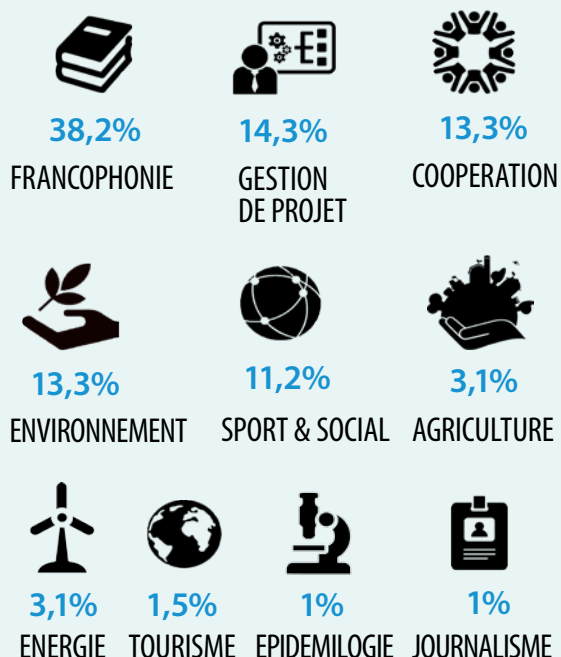 38,2%
14,3%
13,3%
FRANCOPHONIE
GESTION
DE PROJET
COOPERATION
13,3%
11,2%
3,1%
ENVIRONNEMENT
SPORT & SOCIAL
AGRICULTURE
3,1%
1,5%
1%
1%
ENERGIE
TOURISME
EPIDEMILOGIE
JOURNALISME